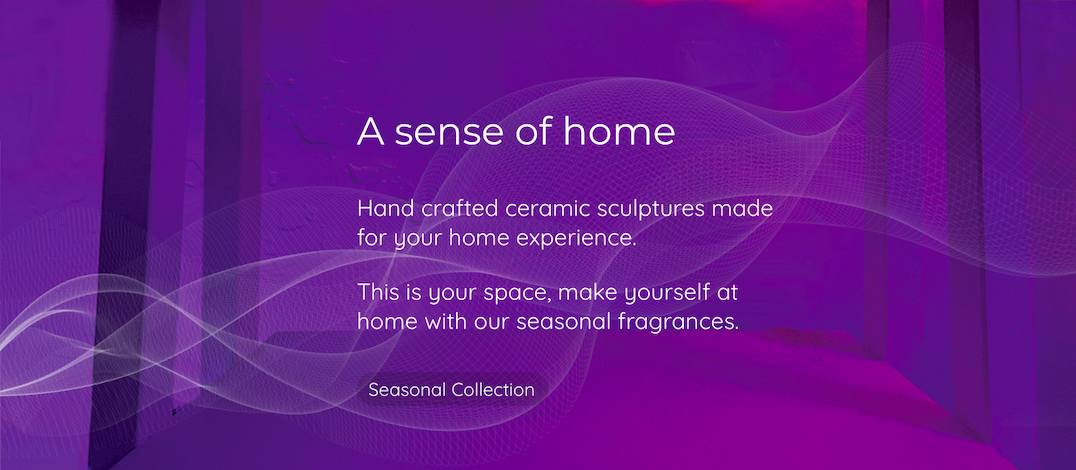 A sense of home
Hand crafted ceramic sculptures made
for your home experience.
This is your space, make yourself at
home with our seasonal fragrances.
Seasonal Collection